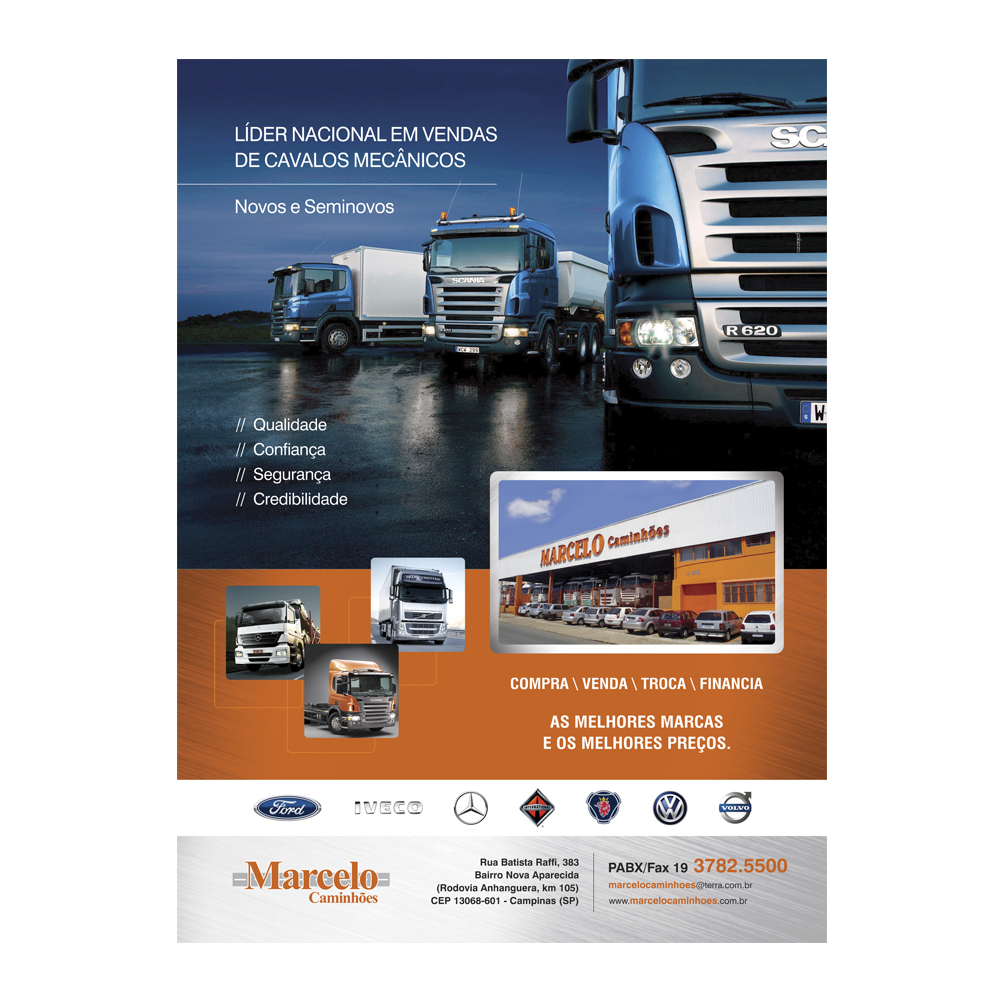 LÍDER NACIONAL EM VENDAS
DE CAVALOS MECÂNICOS
Novos e Seminovos
SC
SCANIA
R 620
W
// Qualidade
// Confiança
// Segurança
// Credibilidade
MARCELO Caminhões
COMPRA \ VENDA \ TROCA \ FINANCIA
AS MELHORES MARCAS
E OS MELHORES PREÇOS.
Ford
IVECO
INTERNATIONAL
VOLVO
Marcelo
Caminhões
Rua Batista Raffi, 383
Bairro Nova Aparecida
(Rodovia Anhanguera, km 105)
CEP 13068-601 - Campinas (SP)
PABX/Fax 19 3782.5500
marcelocaminhoes@terra.com.br
www.marcelocaminhoes.com.br